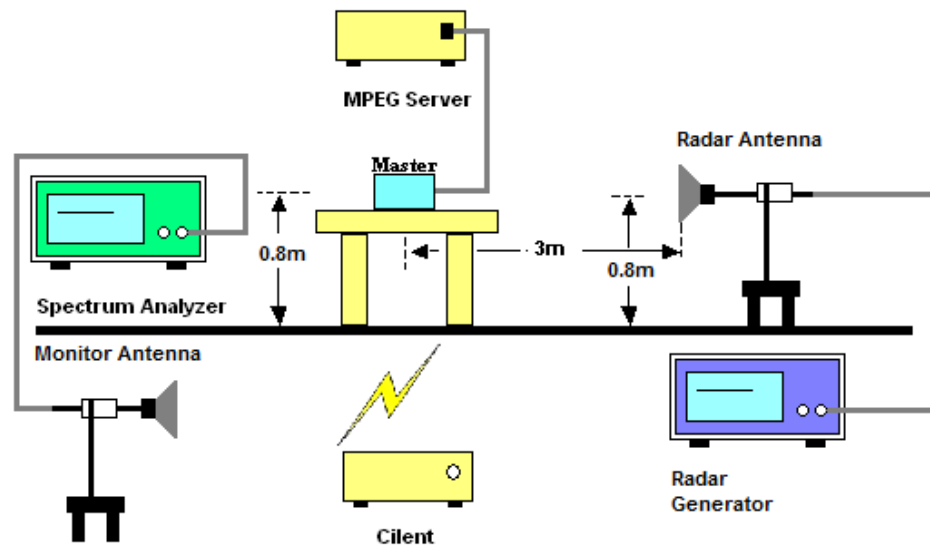 MPEG Server
Master
Radar Antenna
0.8m
3m
0.8m
Spectrum Analyzer
Monitor Antenna
Radar
Generator
Cilent